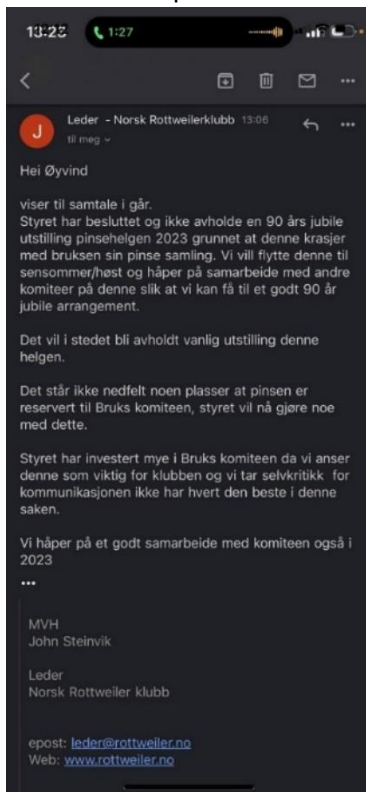 13:23
1:27
Leder - Norsk Rottweilerklubb 13:06
J
til meg
Hei Øyvind
viser til samtale i går.
Styret har besluttet og ikke avholde en 90 års jubile
utstilling pinsehelgen 2023 grunnet at denne krasjer
med bruksen sin pinse samling. Vi vill flytte denne til
sensommer/høst og håper på samarbeide med andre
komiteer på denne slik at vi kan få til et godt 90 år
jubile arrangement.
Det vil i stedet bli avholdt vanlig utstilling denne
helgen.
Det står ikke nedfelt noen plasser at pinsen er
reservert til Bruks komiteen, styret vil nå gjøre noe
med dette.
Styret har investert mye i Bruks komiteen da vi anser
denne som viktig for klubben og vi tar selvkritikk for
kommunikasjonen ikke har hvert den beste i denne
saken.
Vi håper på et godt samarbeide med komiteen også i
2023
MVH
John Steinvik
Leder
Norsk Rottweiler klubb
epost: leder@rottweiler.no
Web: www.rottweiler.no